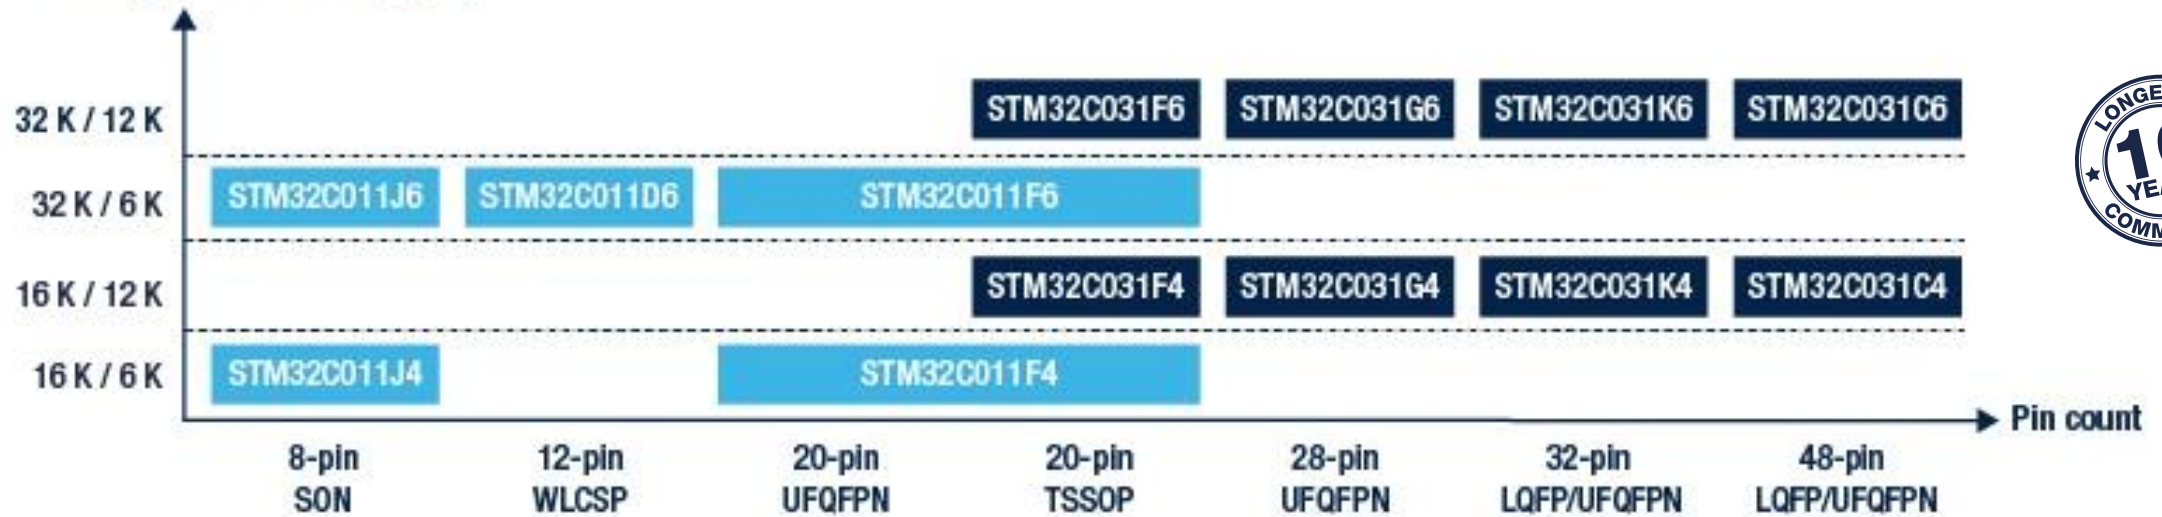 32 K / 12 K
STM32C031F6 STM32C031G6 STM32C031K6 STM32C031C6
32 K / 6 K
STM32C011J6 STM32C011D6 STM32C011F6
16 K / 12 K
STM32C031F4 STM32C031G4 STM32C031K4 STM32C031C4
16 K / 6 K
STM32C011J4 STM32C011F4
Pin count
8-pin 12-pin 20-pin 20-pin 28-pin 32-pin 48-pin
SON WLCSP UFQFPN TSSOP UFQFPN LQFP/UFQFPN LQFP/UFQFPN